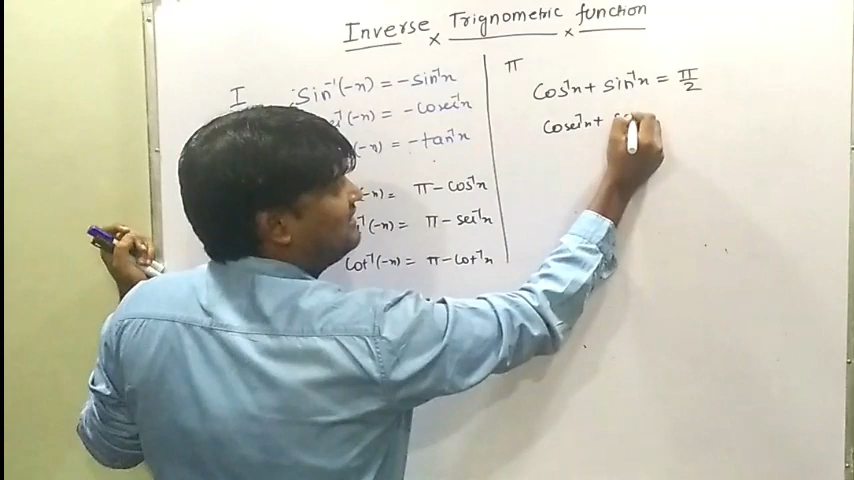 Inverse Trignometric function
× ×
I Sin⁻¹(-x) = -Sin⁻¹x
(-x) = -Cosec⁻¹x
(-x) = -tan⁻¹x
(-x) = π - Cos⁻¹x
(-x) = π - Sec⁻¹x
Cot⁻¹(-x) = π - Cot⁻¹x
II
Cos⁻¹x + Sin⁻¹x = π/2
Cosec⁻¹x +